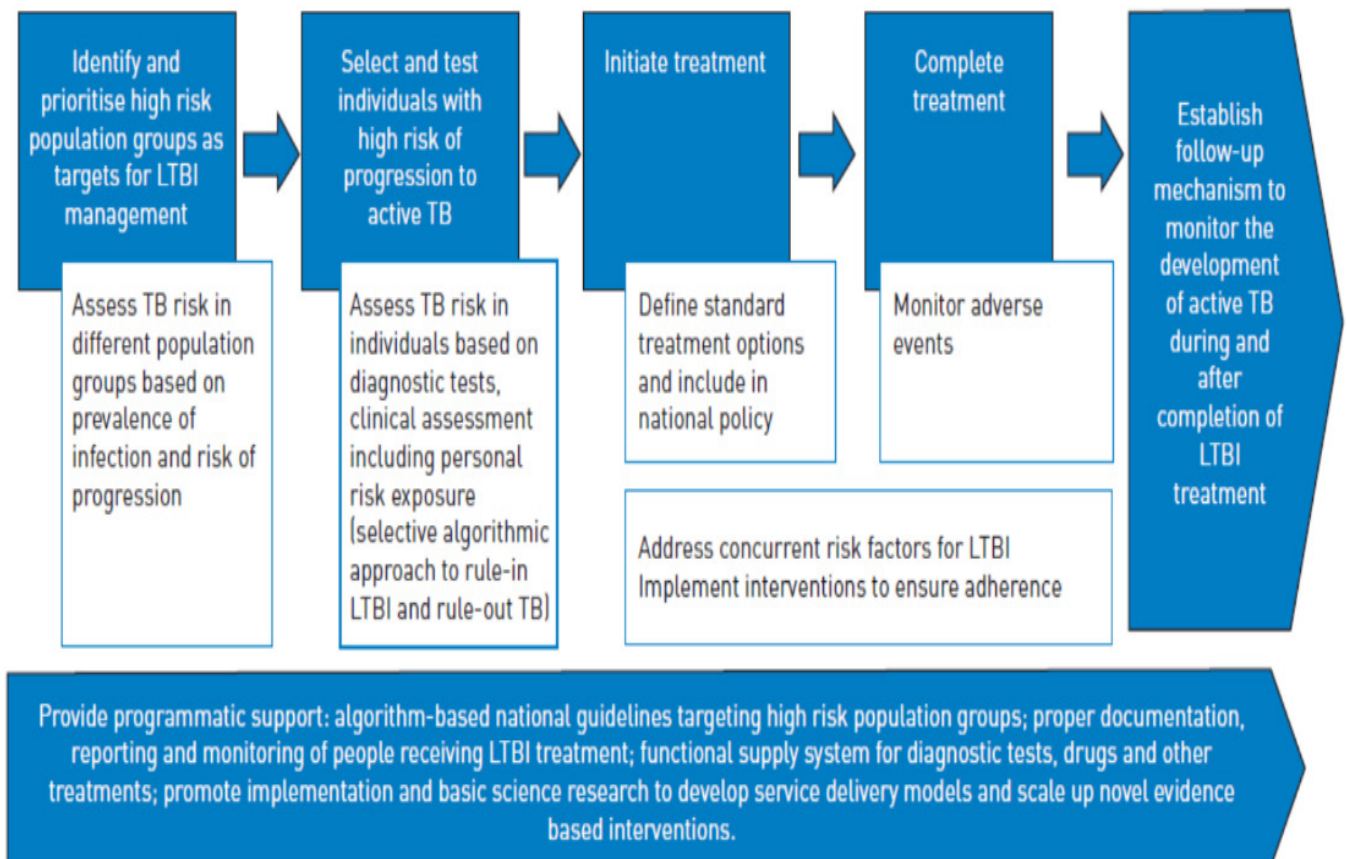 Identify and
prioritise high risk
population groups as
targets for LTBI
management
Select and test
individuals with
high risk of
progression to
active TB
Initiate treatment
Complete
treatment
Establish
follow-up
mechanism to
monitor the
development
of active TB
during and
after
completion of
LTBI
treatment
Assess TB risk in
different population
groups based on
prevalence of
infection and risk of
progression
Assess TB risk in
individuals based on
diagnostic tests,
clinical assessment
including personal
risk exposure
(selective algorithmic
approach to rule-in
LTBI and rule-out TB)
Define standard
treatment options
and include in
national policy
Monitor adverse
events
Address concurrent risk factors for LTBI
Implement interventions to ensure adherence
Provide programmatic support: algorithm-based national guidelines targeting high risk population groups; proper documentation,
reporting and monitoring of people receiving LTBI treatment; functional supply system for diagnostic tests, drugs and other
treatments; promote implementation and basic science research to develop service delivery models and scale up novel evidence
based interventions.